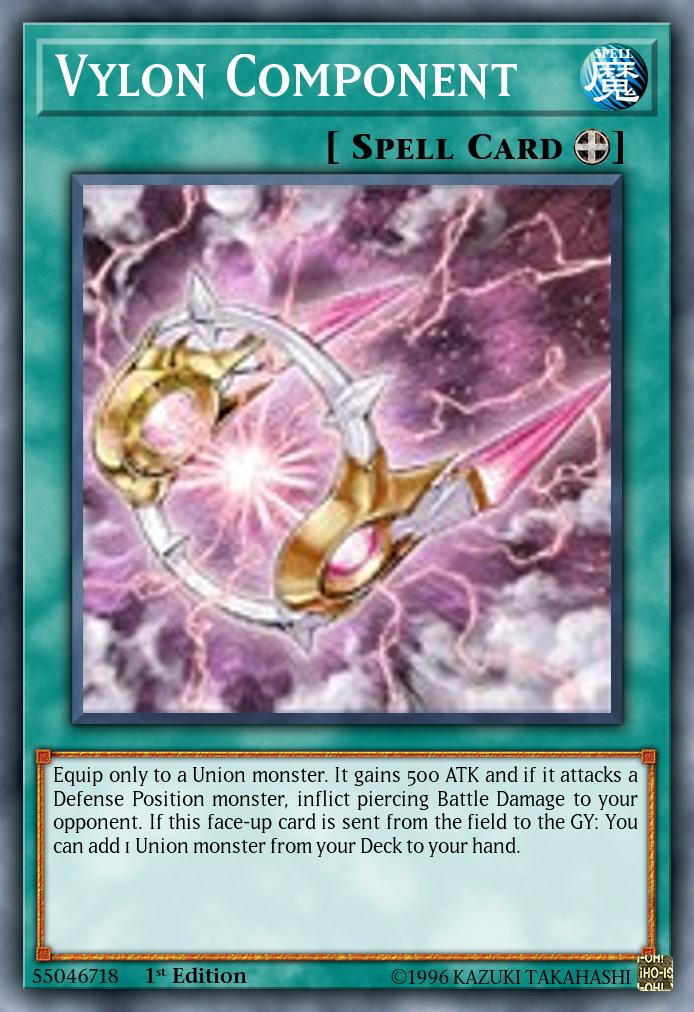 Vylon Component
SPELL
魔
[ Spell Card ]
Equip only to a Union monster. It gains 500 ATK and if it attacks a
Defense Position monster, inflict piercing Battle Damage to your
opponent. If this face-up card is sent from the field to the GY: You
can add 1 Union monster from your Deck to your hand.
55046718 1st Edition ©1996 KAZUKI TAKAHASHI